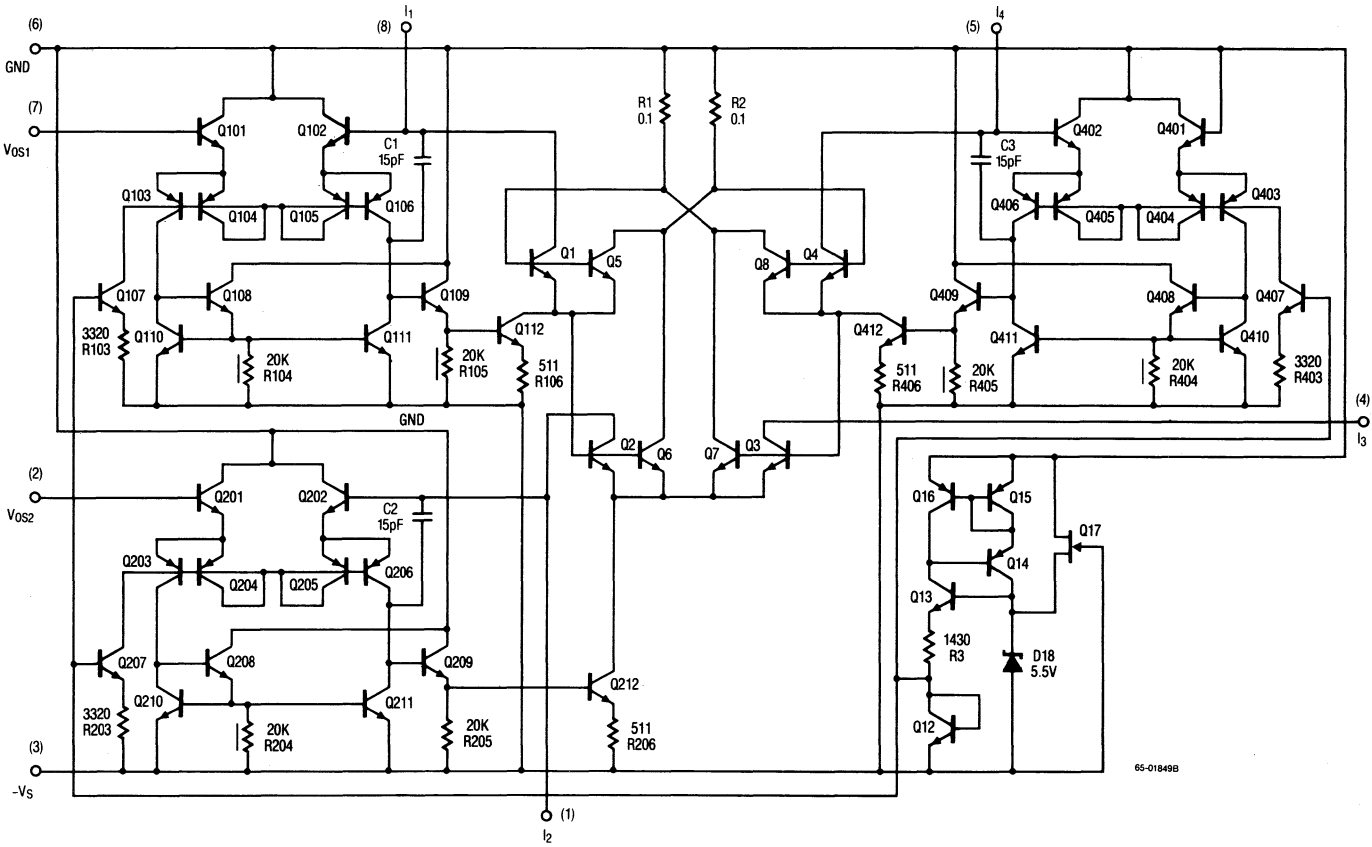 I1
(8)
I4
(5)
(6)
GND
(7)
VOS1
Q101
Q102
C1
15pF
R1
0.1
R2
0.1
Q402
Q401
C3
15pF
Q103
Q104
Q105
Q106
Q406
Q405
Q404
Q403
Q1
Q5
Q8
Q4
Q107
Q108
Q109
Q409
Q408
Q407
3320
R103
Q110
Q111
Q112
Q412
Q411
Q410
20K
R104
20K
R105
511
R106
511
R406
20K
R405
20K
R404
3320
R403
GND
(4)
I3
Q2
Q6
Q7
Q3
(2)
VOS2
Q201
Q202
C2
15pF
Q16
Q15
Q17
Q203
Q204
Q205
Q206
Q14
Q13
1430
R3
D18
5.5V
Q207
Q208
Q209
Q210
Q211
Q212
3320
R203
20K
R204
20K
R205
511
R206
Q12
(3)
–VS
65-01849B
(1)
I2